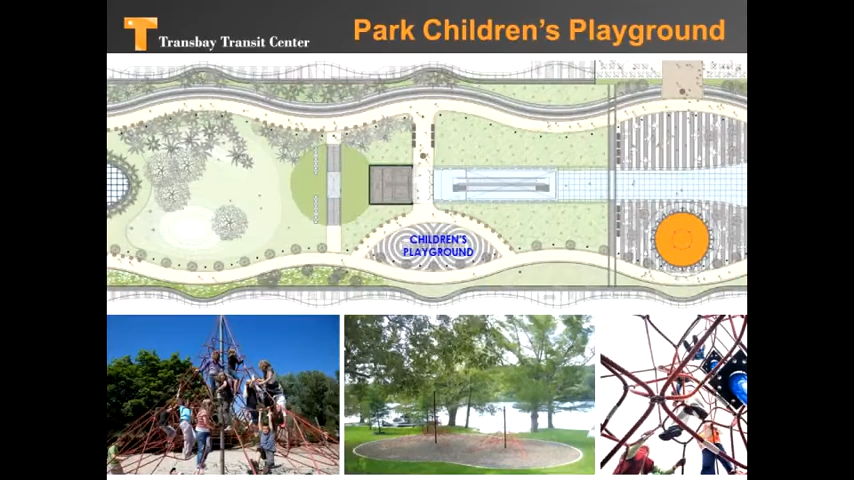 Park Children's Playground
T Transbay Transit Center
CHILDREN'S
PLAYGROUND